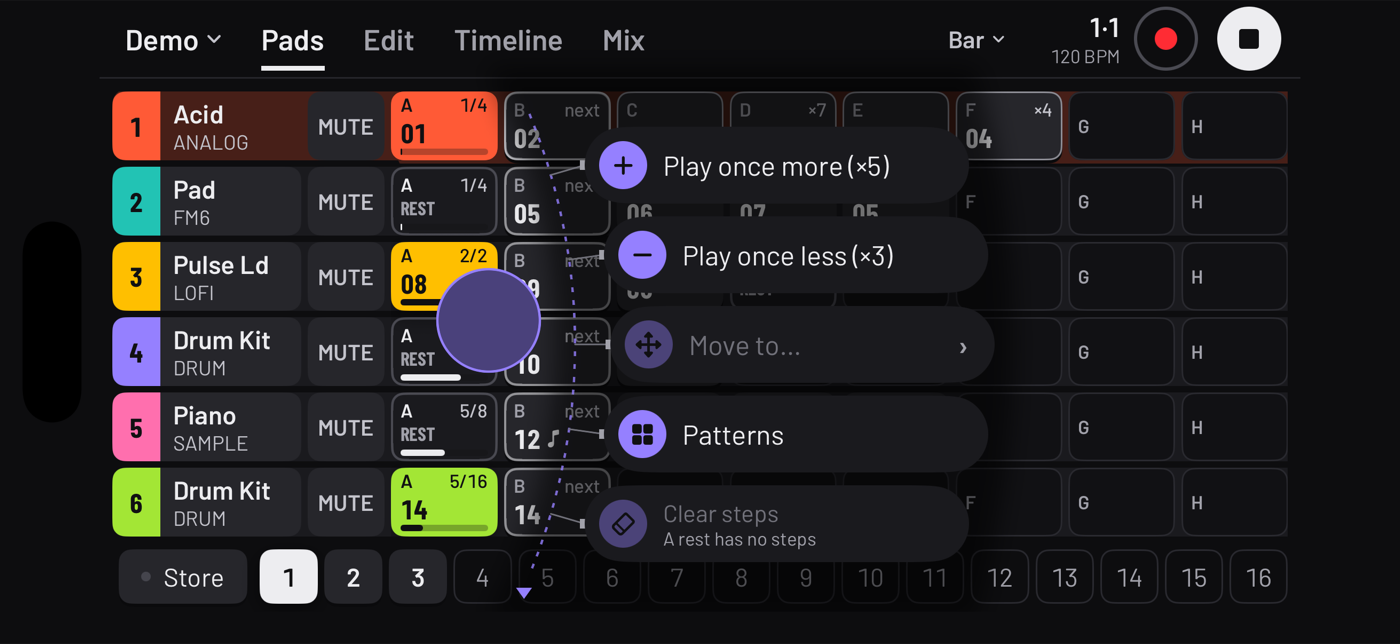 Demo Pads Edit Timeline Mix Bar 1·1
120 BPM
1 Acid MUTE A 1/4 B next C D ×7 E F ×4 G H
ANALOG 01 02 04
+ Play once more (×5)
2 Pad MUTE A 1/4 B F G H
FM6 REST 05 06 07 05
− Play once less (×3)
3 Pulse Ld MUTE A 2/2 B next G H
LOFI 08
4 Drum Kit MUTE A next G H
DRUM REST 10
Move to... ›
5 Piano MUTE A 5/8 B next G H
SAMPLE REST 12
Patterns
6 Drum Kit MUTE A 5/16 B next F G H
DRUM 14 14
Clear steps
A rest has no steps
Store 1 2 3 4 5 6 7 8 9 10 11 12 13 14 15 16